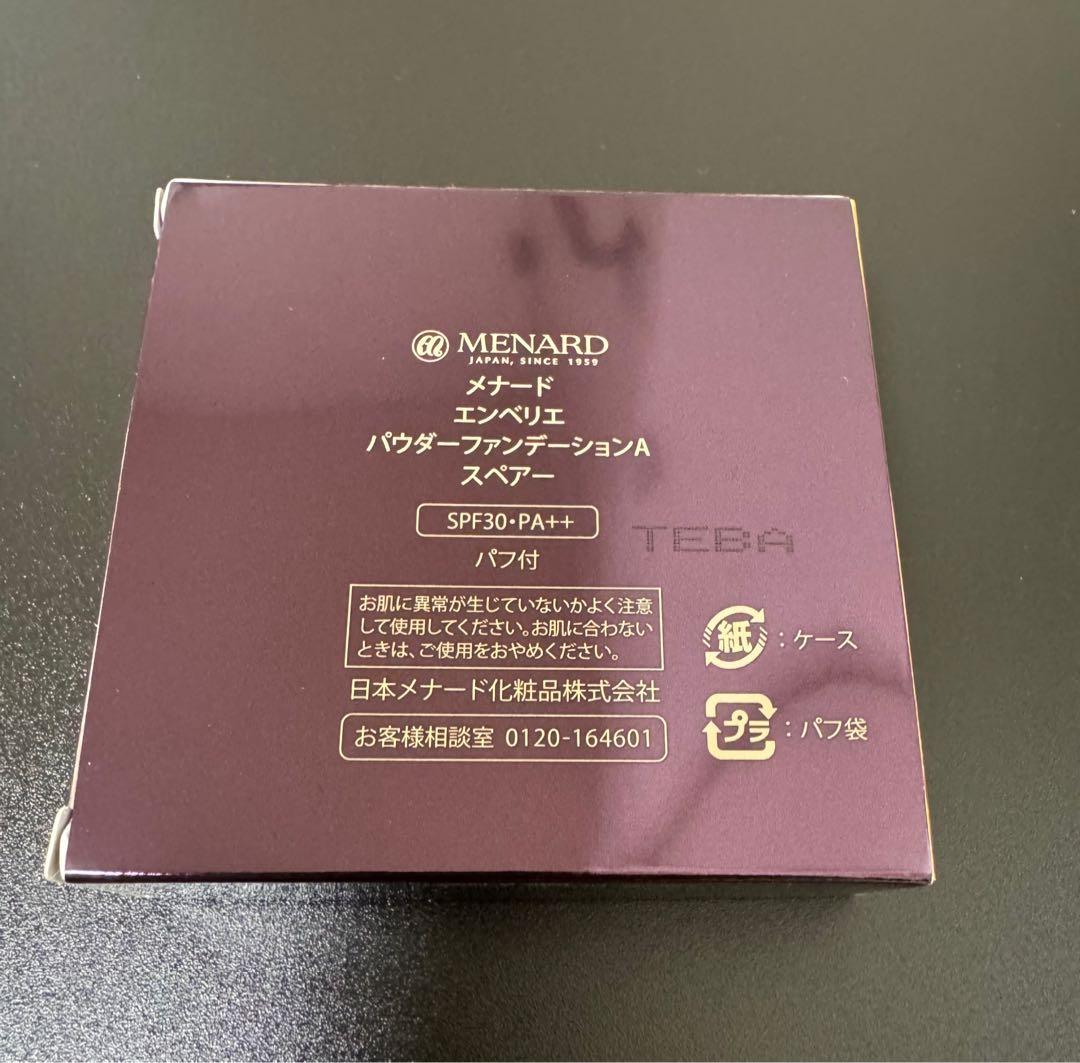 MENARD
JAPAN, SINCE 1959
メナード
エンベリエ
パウダーファンデーションA
スペアー
SPF30・PA++
TEBA
パフ付
お肌に異常が生じていないかよく注意
して使用してください。お肌に合わない
ときは、ご使用をおやめください。
紙:ケース
日本メナード化粧品株式会社
プラ:パフ袋
お客様相談室 0120-164601